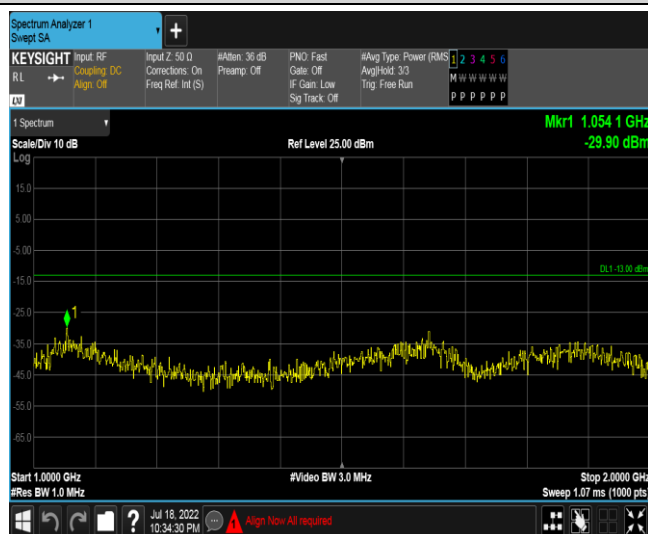 Spectrum Analyzer 1
Swept SA
+
KEYSIGHT
RL
LXI
Input: RF
Coupling: DC
Align: Off
Input Z: 50 Ω
Corrections: On
Freq Ref: Int (S)
#Atten: 36 dB
Preamp: Off
PNO: Fast
Gate: Off
IF Gain: Low
Sig Track: Off
#Avg Type: Power (RMS
Avg|Hold: 3/3
Trig: Free Run
1 2 3 4 5 6
M W W W W W
P P P P P P
1 Spectrum
Mkr1 1.054 1 GHz
-29.90 dBm
Scale/Div 10 dB
Ref Level 25.00 dBm
Log
15.0
5.00
-5.00
DL1 -13.00 dBm
-15.0
-25.0
1
-35.0
-45.0
-55.0
-65.0
Start 1.0000 GHz
#Video BW 3.0 MHz
Stop 2.0000 GHz
#Res BW 1.0 MHz
Sweep 1.07 ms (1000 pts)
?
Jul 18, 2022
10:34:30 PM
Align Now All required